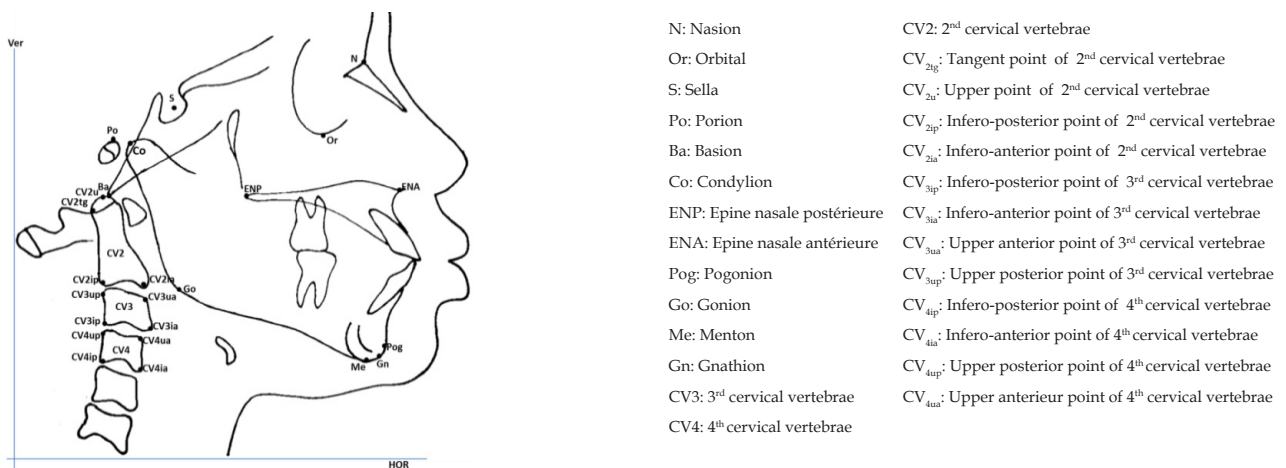 Ver
N
S
Po
Co
Or
Ba
CV2u
ENP
ENA
CV2tg
CV2
CV2ip
CV2ia
Go
CV3up
CV3ua
CV3
CV3ip
CV3ia
CV4up
CV4ua
CV4
CV4ip
CV4ia
Pog
Me
Gn
HOR
N: Nasion
Or: Orbital
S: Sella
Po: Porion
Ba: Basion
Co: Condylion
ENP: Epine nasale postérieure
ENA: Epine nasale antérieure
Pog: Pogonion
Go: Gonion
Me: Menton
Gn: Gnathion
CV3: 3rd cervical vertebrae
CV4: 4th cervical vertebrae
CV2: 2nd cervical vertebrae
CV2tg: Tangent point of 2nd cervical vertebrae
CV2u: Upper point of 2nd cervical vertebrae
CV2ip: Infero-posterior point of 2nd cervical vertebrae
CV2ia: Infero-anterior point of 2nd cervical vertebrae
CV3ip: Infero-posterior point of 3rd cervical vertebrae
CV3ia: Infero-anterior point of 3rd cervical vertebrae
CV3ua: Upper anterior point of 3rd cervical vertebrae
CV3up: Upper posterior point of 3rd cervical vertebrae
CV4ip: Infero-posterior point of 4th cervical vertebrae
CV4ia: Infero-anterior point of 4th cervical vertebrae
CV4up: Upper posterior point of 4th cervical vertebrae
CV4ua: Upper anterieur point of 4th cervical vertebrae